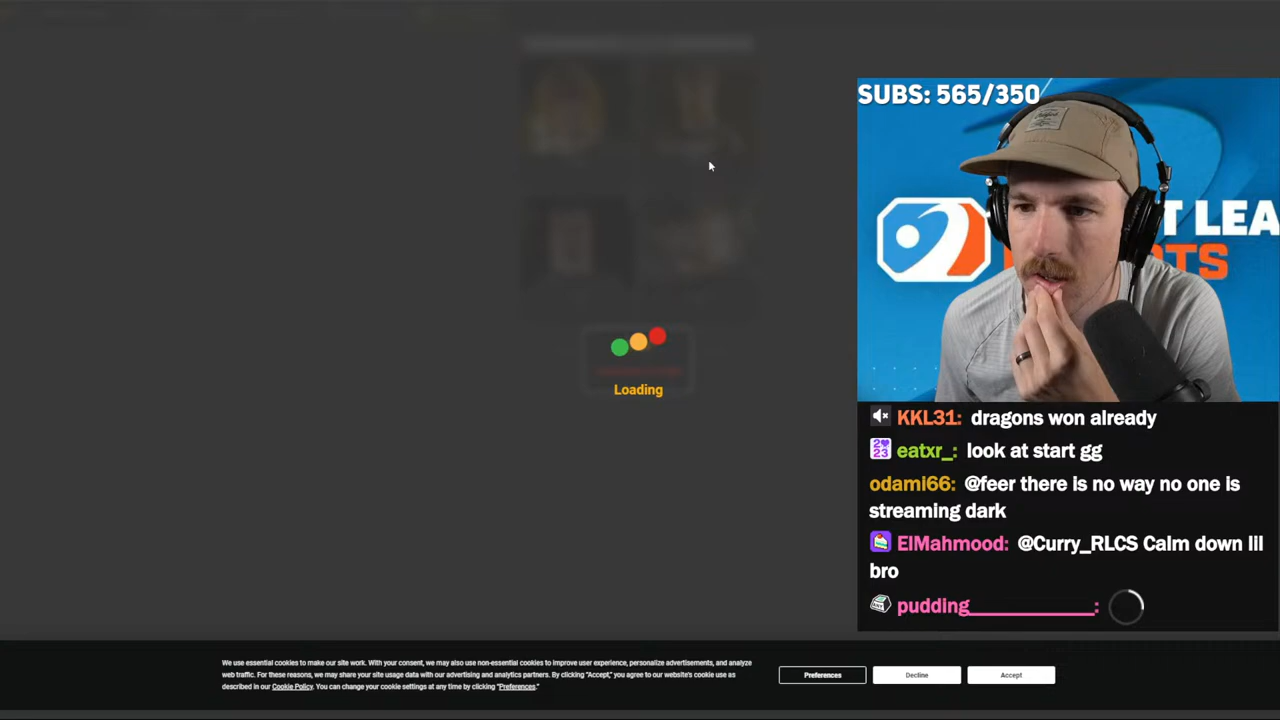 SUBS: 565/350
T LEA
RTS
Loading
KKL31: dragons won already
2 23 eatxr_: look at start gg
odami66: @feer there is no way no one is
streaming dark
ElMahmood: @Curry_RLCS Calm down lil
bro
pudding______________:
We use essential cookies to make our site work. With your consent, we may also use non-essential cookies to improve user experience, personalize advertisements, and analyze
web traffic. For these reasons, we may share your site usage data with our advertising and analytics partners. By clicking "Accept," you agree to our website's cookie use as
described in our Cookie Policy. You can change your cookie settings at any time by clicking "Preferences."
Preferences
Decline
Accept